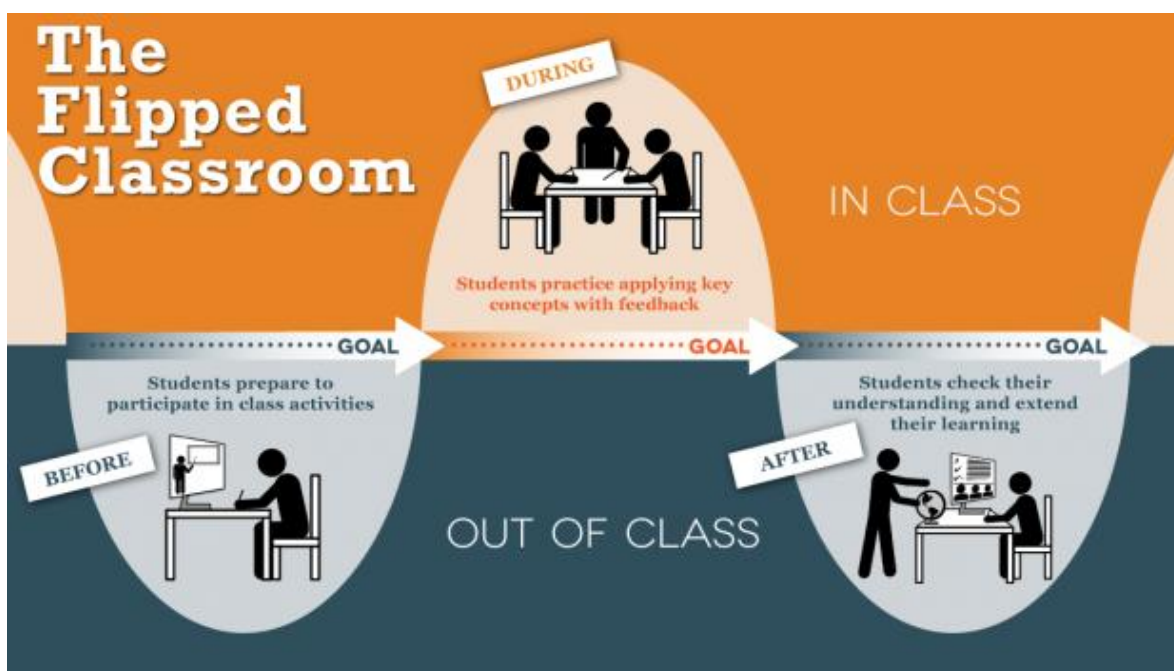 The
Flipped
Classroom
DURING
IN CLASS
Students practice applying key
concepts with feedback
GOAL
GOAL
GOAL
Students prepare to
participate in class activities
BEFORE
Students check their
understanding and extend
their learning
AFTER
OUT OF CLASS